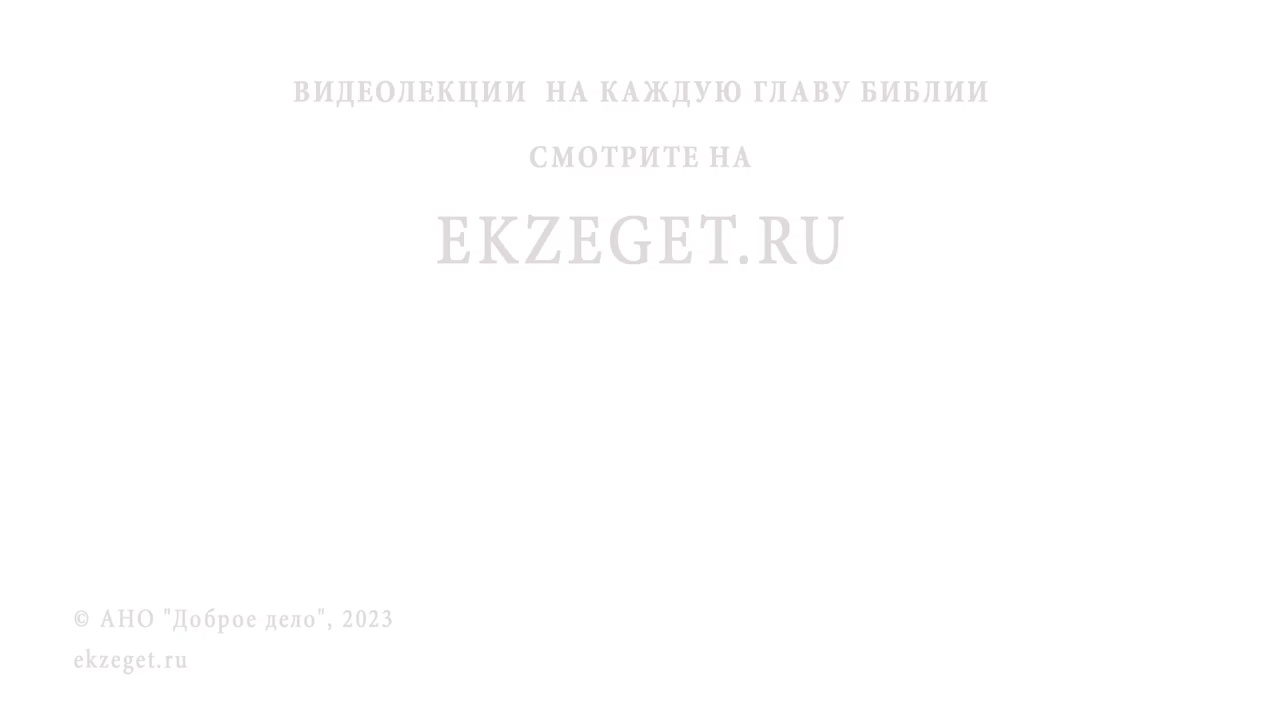 ВИДЕОЛЕКЦИИ НА КАЖДУЮ ГЛАВУ БИБЛИИ
СМОТРИТЕ НА
EKZEGET.RU
© АНО "Доброе дело", 2023
ekzeget.ru